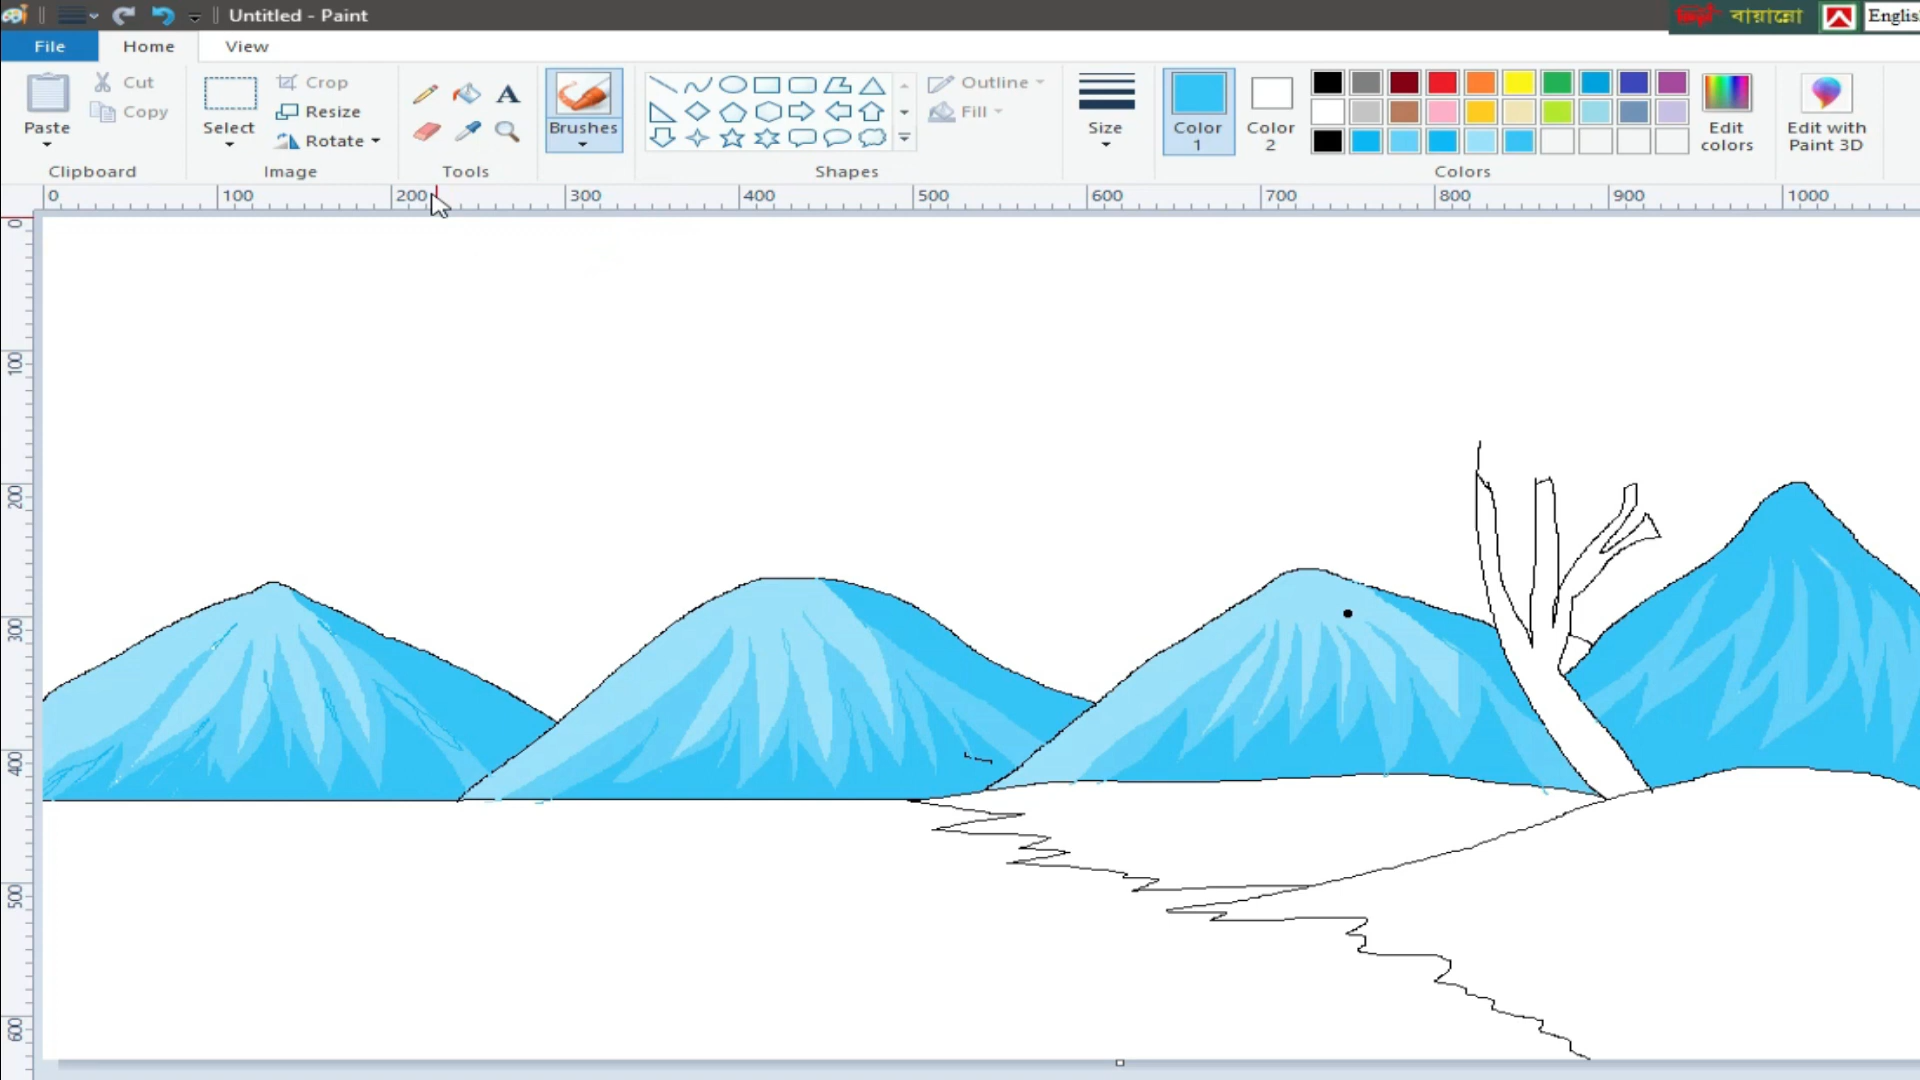 Untitled - Paint
বায়ান্নো
English
File
Home
View
Paste
Cut
Copy
Clipboard
Select
Crop
Resize
Rotate
Image
A
Tools
Brushes
Outline
Fill
Shapes
Size
Color
1
Color
2
Edit
colors
Edit with
Paint 3D
Colors
0 100 200 300 400 500 600 700 800 900 1000
0
100
200
300
400
500
600